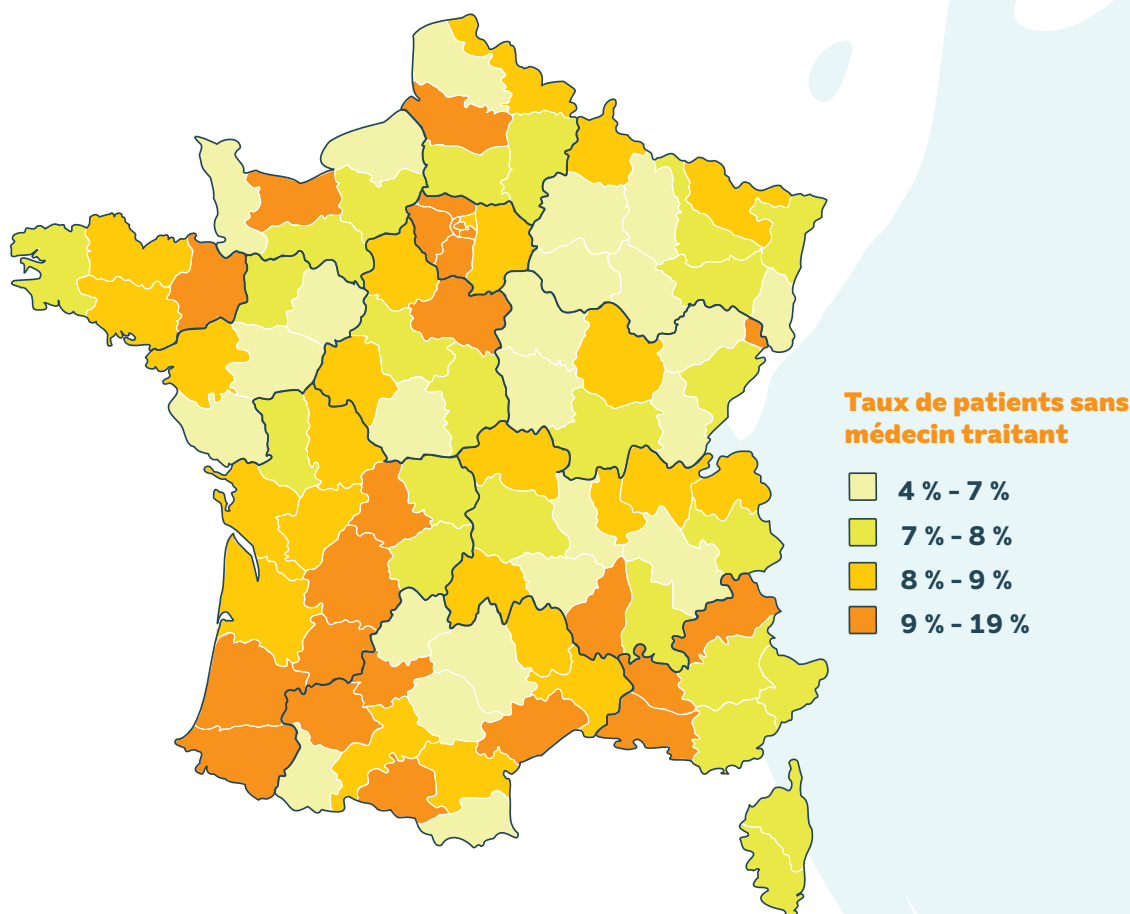 Taux de patients sans
médecin traitant
4 % - 7 %
7 % - 8 %
8 % - 9 %
9 % - 19 %